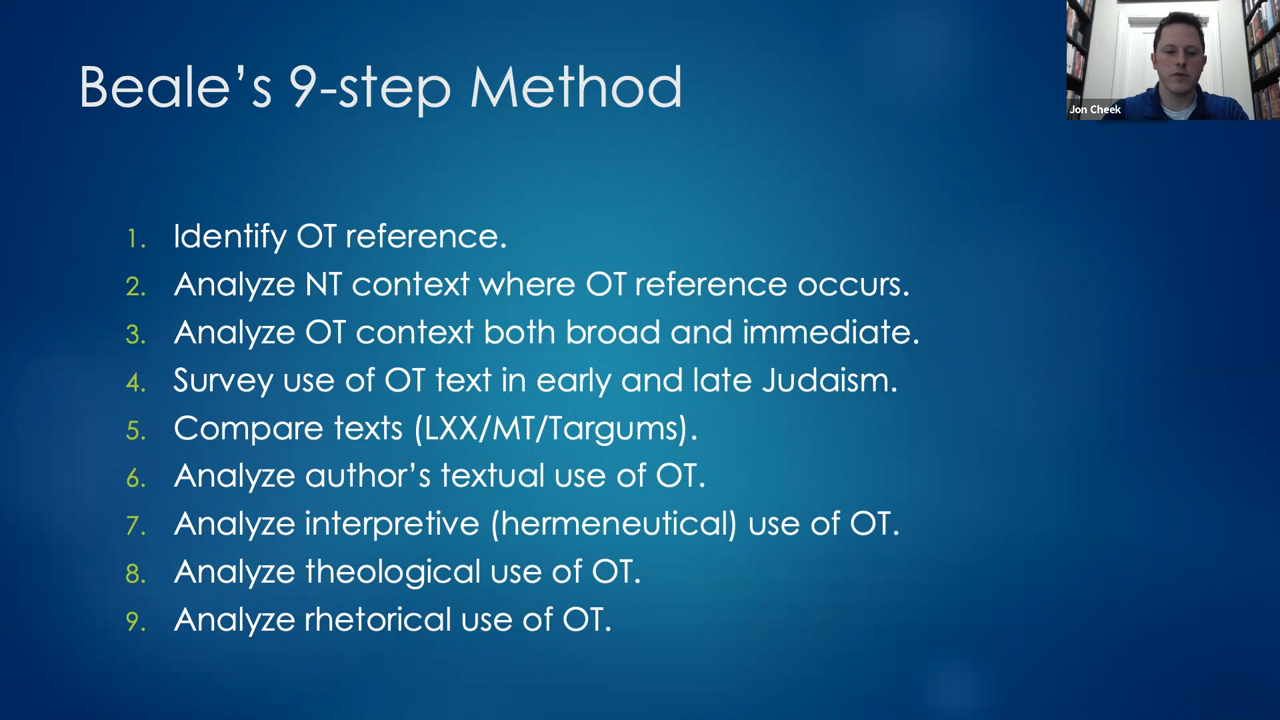 Beale’s 9-step Method
Jon Cheek
1. Identify OT reference.
2. Analyze NT context where OT reference occurs.
3. Analyze OT context both broad and immediate.
4. Survey use of OT text in early and late Judaism.
5. Compare texts (LXX/MT/Targums).
6. Analyze author’s textual use of OT.
7. Analyze interpretive (hermeneutical) use of OT.
8. Analyze theological use of OT.
9. Analyze rhetorical use of OT.